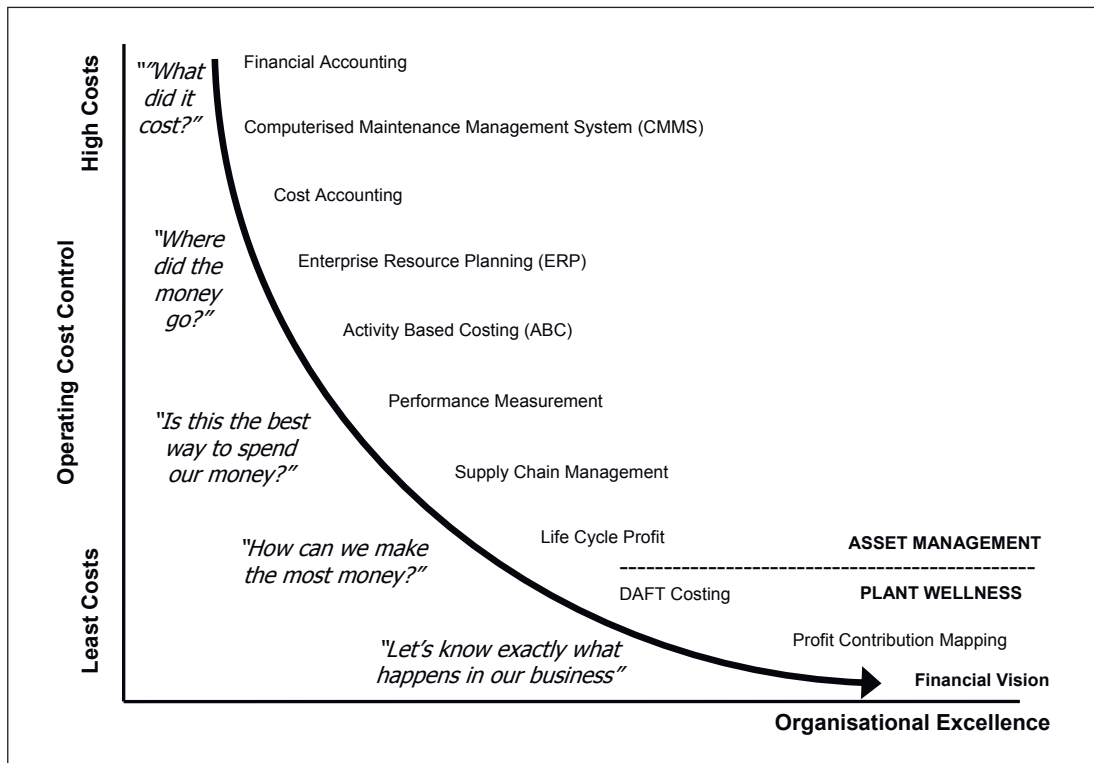 High Costs
Operating Cost Control
Least Costs
"”What
did it
cost?”
"Where
did the
money
go?”
"Is this the best
way to spend
our money?”
"How can we make
the most money?”
"Let’s know exactly what
happens in our business”
Financial Accounting
Computerised Maintenance Management System (CMMS)
Cost Accounting
Enterprise Resource Planning (ERP)
Activity Based Costing (ABC)
Performance Measurement
Supply Chain Management
Life Cycle Profit
ASSET MANAGEMENT
DAFT Costing
PLANT WELLNESS
Profit Contribution Mapping
Financial Vision
Organisational Excellence